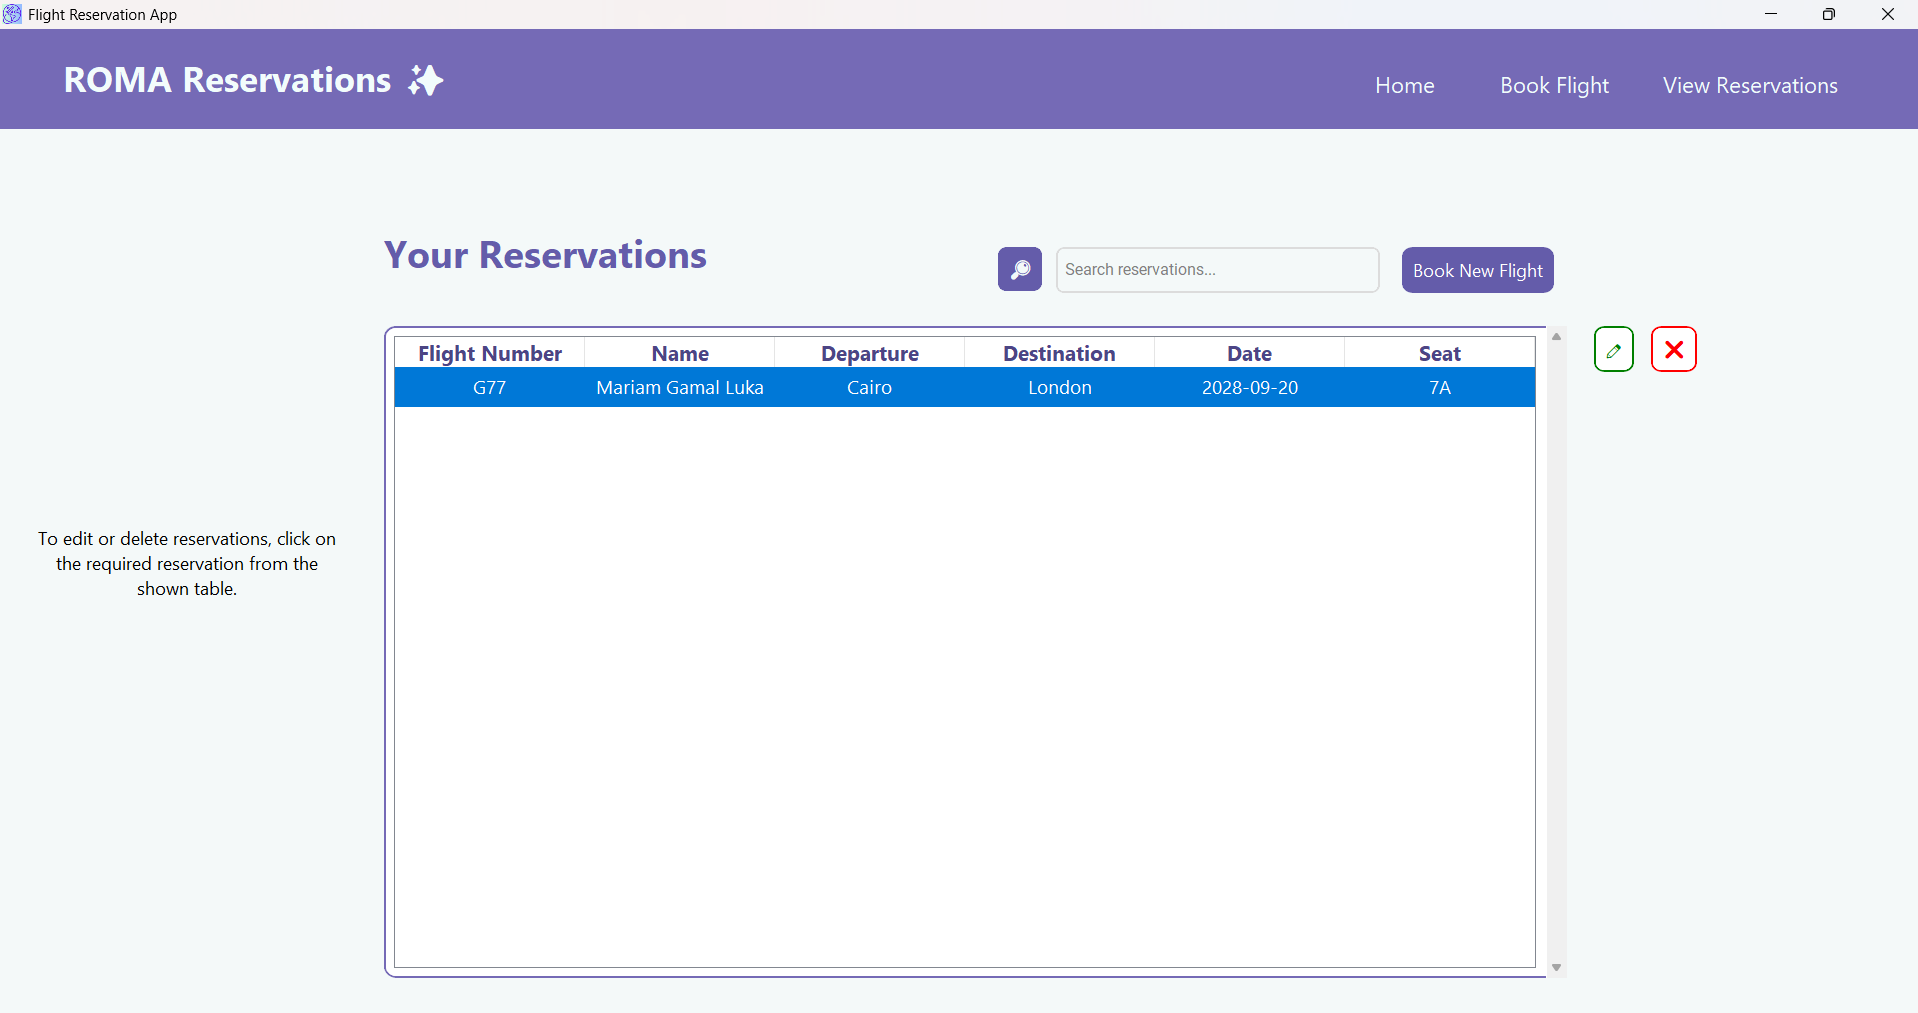 Flight Reservation App
ROMA Reservations
Home Book Flight View Reservations
Your Reservations
Search reservations...
Book New Flight
Flight Number Name Departure Destination Date Seat
G77 Mariam Gamal Luka Cairo London 2028-09-20 7A
To edit or delete reservations, click on
the required reservation from the
shown table.